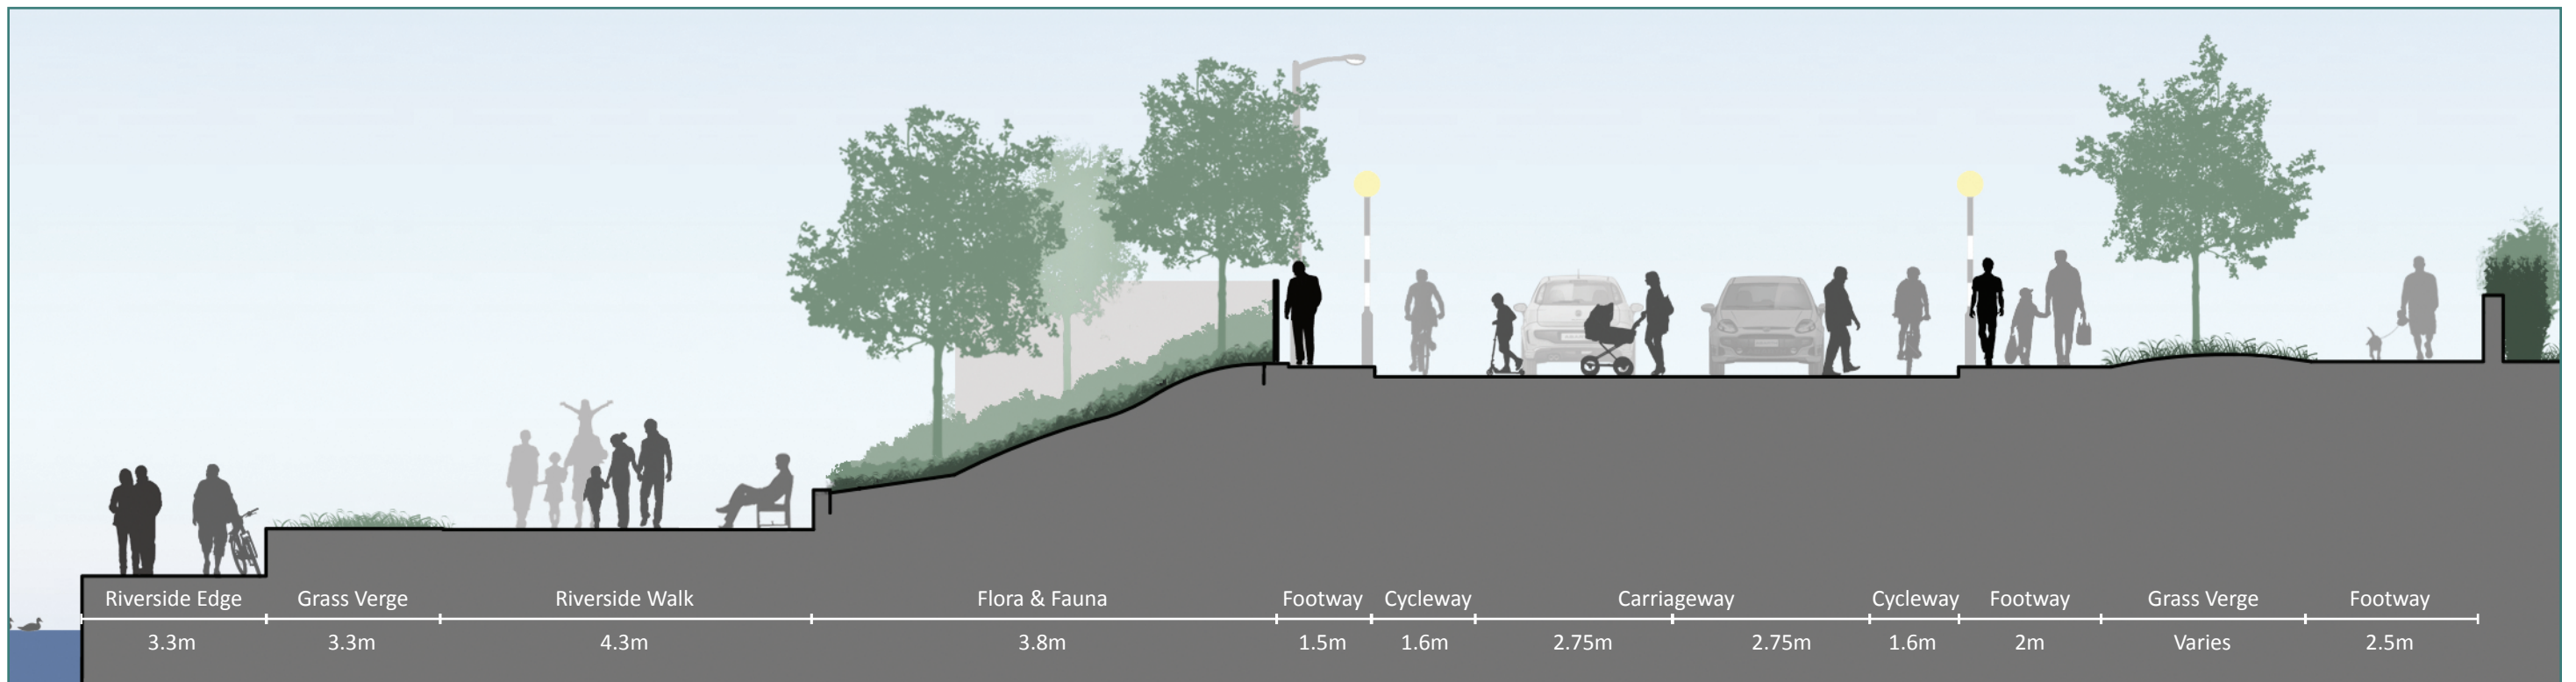 Riverside Edge Grass Verge Riverside Walk Flora & Fauna Footway Cycleway Carriageway Cycleway Footway Grass Verge Footway
3.3m 3.3m 4.3m 3.8m 1.5m 1.6m 2.75m 2.75m 1.6m 2m Varies 2.5m